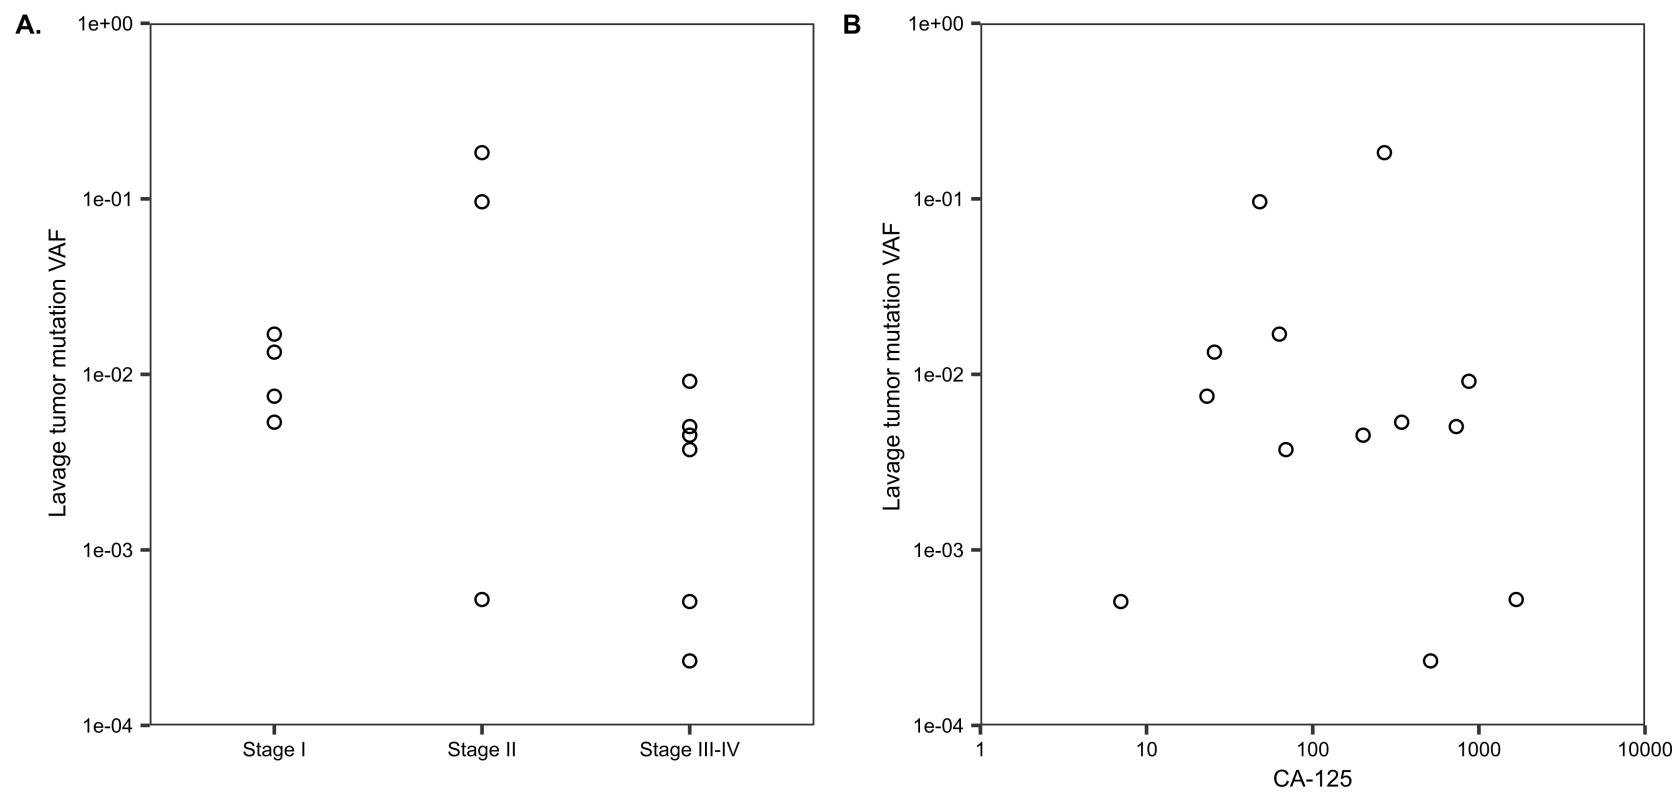 A.
Lavage tumor mutation VAF
1e+00
1e-01
1e-02
1e-03
1e-04
Stage I
Stage II
Stage III-IV
B
Lavage tumor mutation VAF
1e+00
1e-01
1e-02
1e-03
1e-04
1
10
100
1000
10000
CA-125